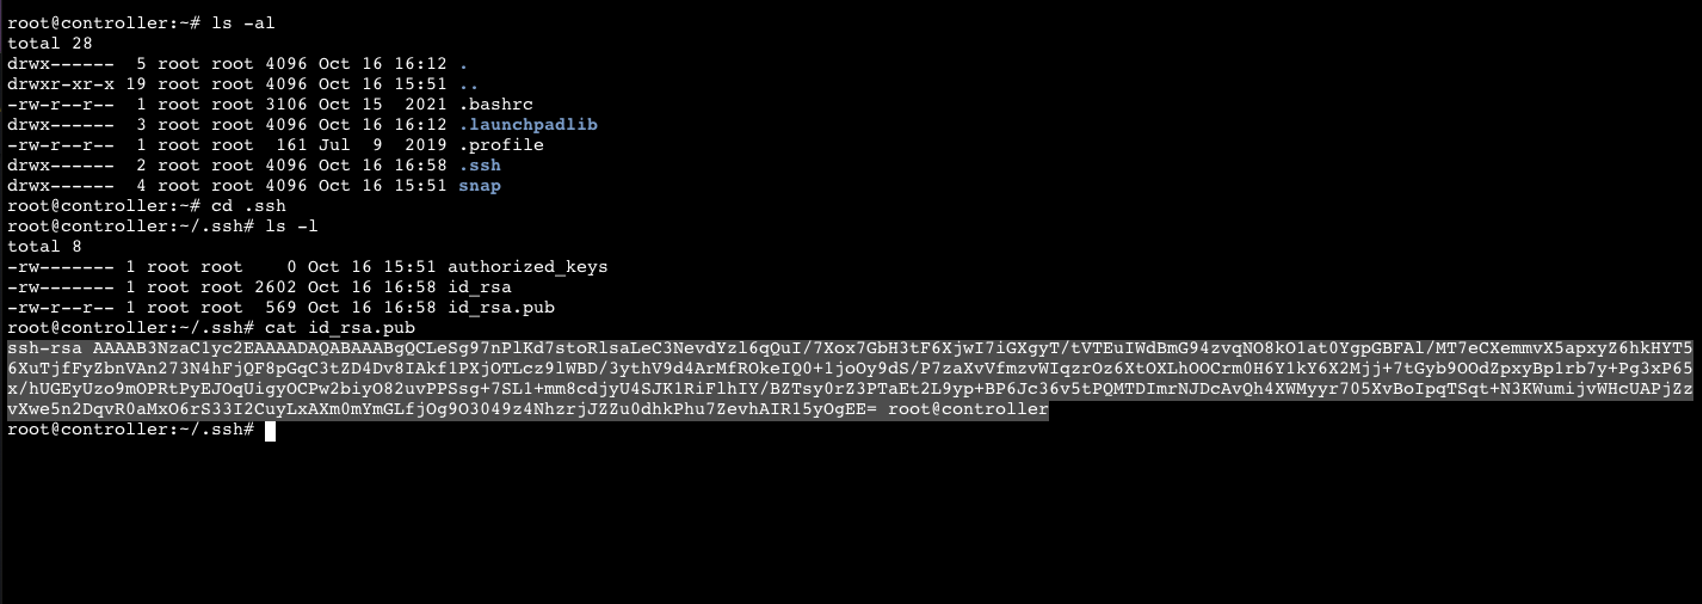 root@controller:~# ls -al
total 28
drwx------  5 root root 4096 Oct 16 16:12 .
drwxr-xr-x 19 root root 4096 Oct 16 15:51 ..
-rw-r--r--  1 root root 3106 Oct 15  2021 .bashrc
drwx------  3 root root 4096 Oct 16 16:12 .launchpadlib
-rw-r--r--  1 root root  161 Jul  9  2019 .profile
drwx------  2 root root 4096 Oct 16 16:58 .ssh
drwx------  4 root root 4096 Oct 16 15:51 snap
root@controller:~# cd .ssh
root@controller:~/.ssh# ls -l
total 8
-rw------- 1 root root    0 Oct 16 15:51 authorized_keys
-rw------- 1 root root 2602 Oct 16 16:58 id_rsa
-rw-r--r-- 1 root root  569 Oct 16 16:58 id_rsa.pub
root@controller:~/.ssh# cat id_rsa.pub
ssh-rsa AAAAB3NzaC1yc2EAAAADAQABAAABgQCLeSg97nPlKd7stoRlsaLeC3NevdYzl6qQuI/7Xox7GbH3tF6XjwI7iGXgyT/tVTEuIWdBmG94zvqNO8kO1at0YgpGBFAl/MT7eCXemmvX5apxyZ6hkHYT5
6XuTjfFyZbnVAn273N4hFjQF8pGqC3tZD4Dv8IAkf1PXjOTLcz9lWBD/3ythV9d4ArMfROkeIQ0+1joOy9dS/P7zaXvVfmzvWIqzrOz6XtOXLhOOCrm0H6Y1kY6X2Mjj+7tGyb9OOdZpxyBp1rb7y+Pg3xP65
x/hUGEyUzo9mOPRtPyEJOqUigyOCPw2biyO82uvPPSsg+7SL1+mm8cdjyU4SJK1RiFlhIY/BZTsy0rZ3PTaEt2L9yp+BP6Jc36v5tPQMTDImrNJDcAvQh4XWMyyr705XvBoIpqTSqt+N3KWumijvWHcUAPjZz
vXwe5n2DqvR0aMxO6rS33I2CuyLxAXm0mYmGLfjOg9O3049z4NhzrjJZZu0dhkPhu7ZevhAIR15yOgEE= root@controller
root@controller:~/.ssh#